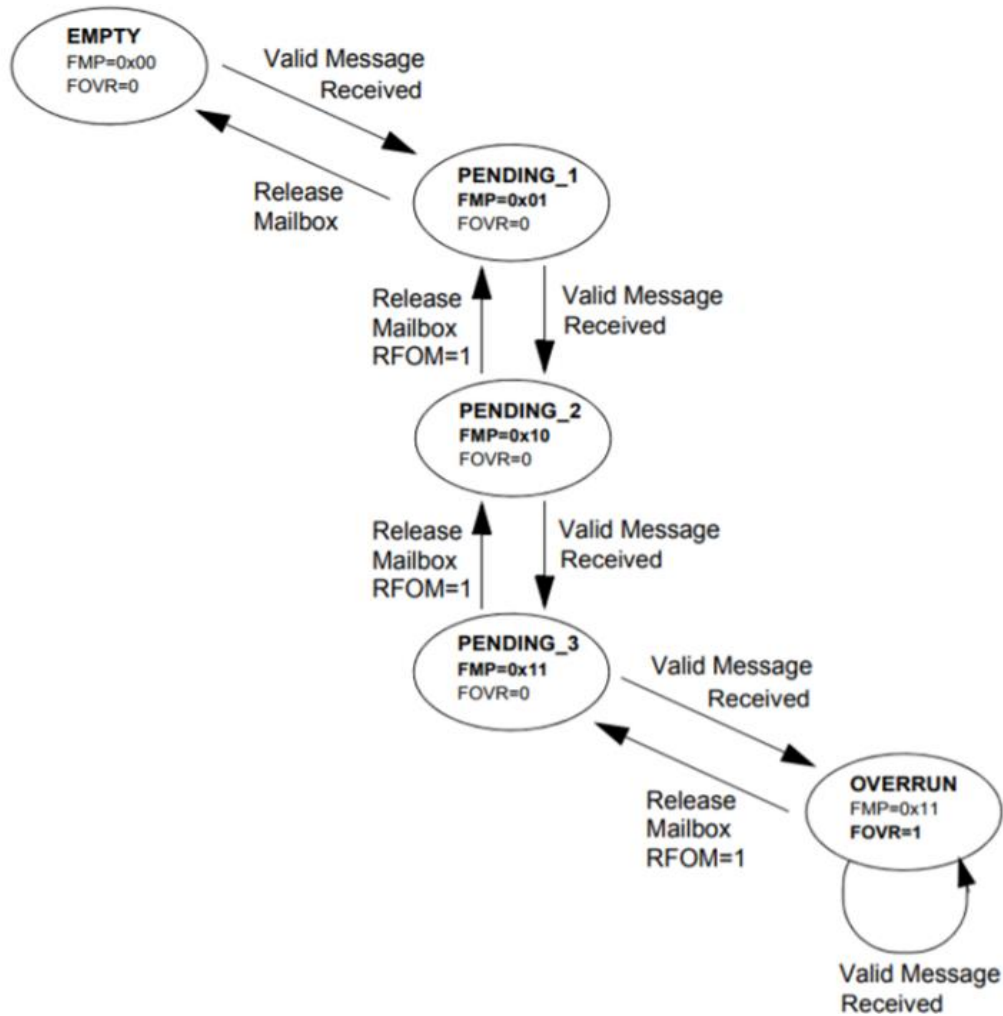 EMPTY
FMP=0x00
FOVR=0
Valid Message
Received
Release
Mailbox
PENDING_1
FMP=0x01
FOVR=0
Release
Mailbox
RFOM=1
Valid Message
Received
PENDING_2
FMP=0x10
FOVR=0
Release
Mailbox
RFOM=1
Valid Message
Received
PENDING_3
FMP=0x11
FOVR=0
Valid Message
Received
Release
Mailbox
RFOM=1
OVERRUN
FMP=0x11
FOVR=1
Valid Message
Received